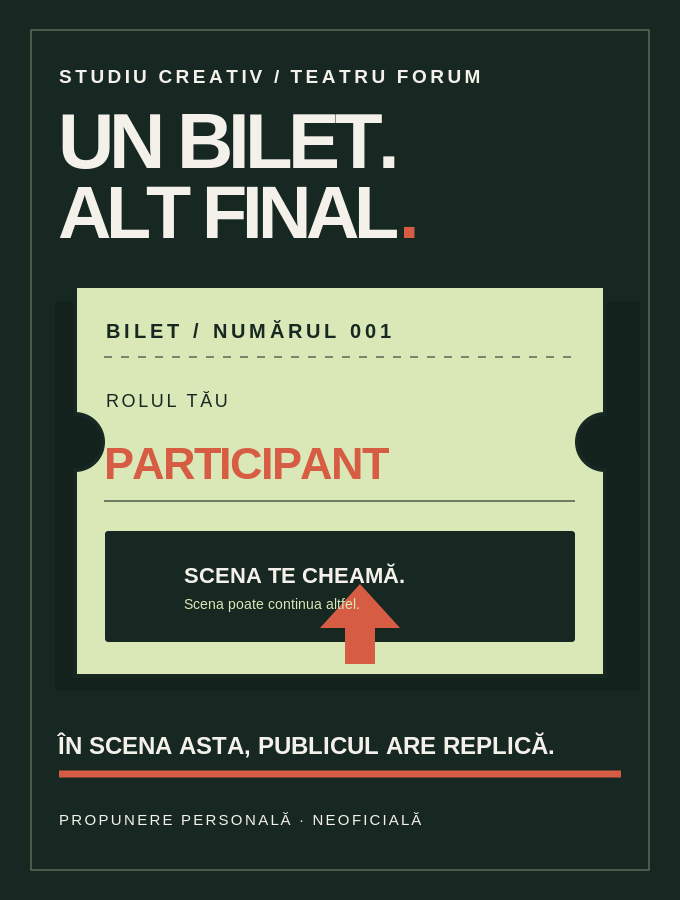 STUDIU CREATIV / TEATRU FORUM
UN BILET.
ALT FINAL.
BILET / NUMĂRUL 001
ROLUL TĂU
PARTICIPANT
SCENA TE CHEAMĂ.
Scena poate continua altfel.
ÎN SCENA ASTA, PUBLICUL ARE REPLICĂ.
PROPUNERE PERSONALĂ · NEOFICIALĂ